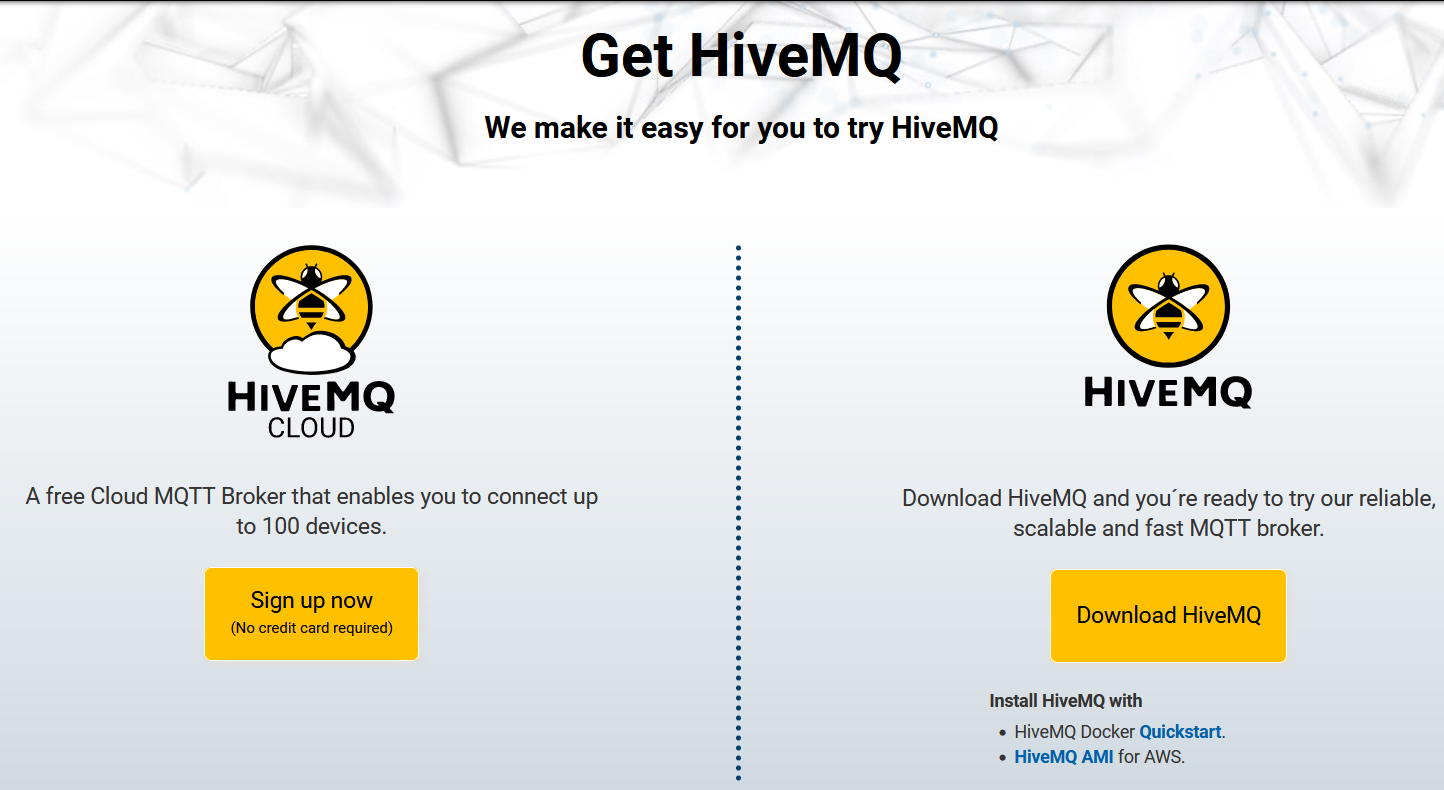 Get HiveMQ
We make it easy for you to try HiveMQ
HIVEMQ
CLOUD
A free Cloud MQTT Broker that enables you to connect up
to 100 devices.
Sign up now
(No credit card required)
HIVEMQ
Download HiveMQ and you´re ready to try our reliable,
scalable and fast MQTT broker.
Download HiveMQ
Install HiveMQ with
• HiveMQ Docker Quickstart.
• HiveMQ AMI for AWS.